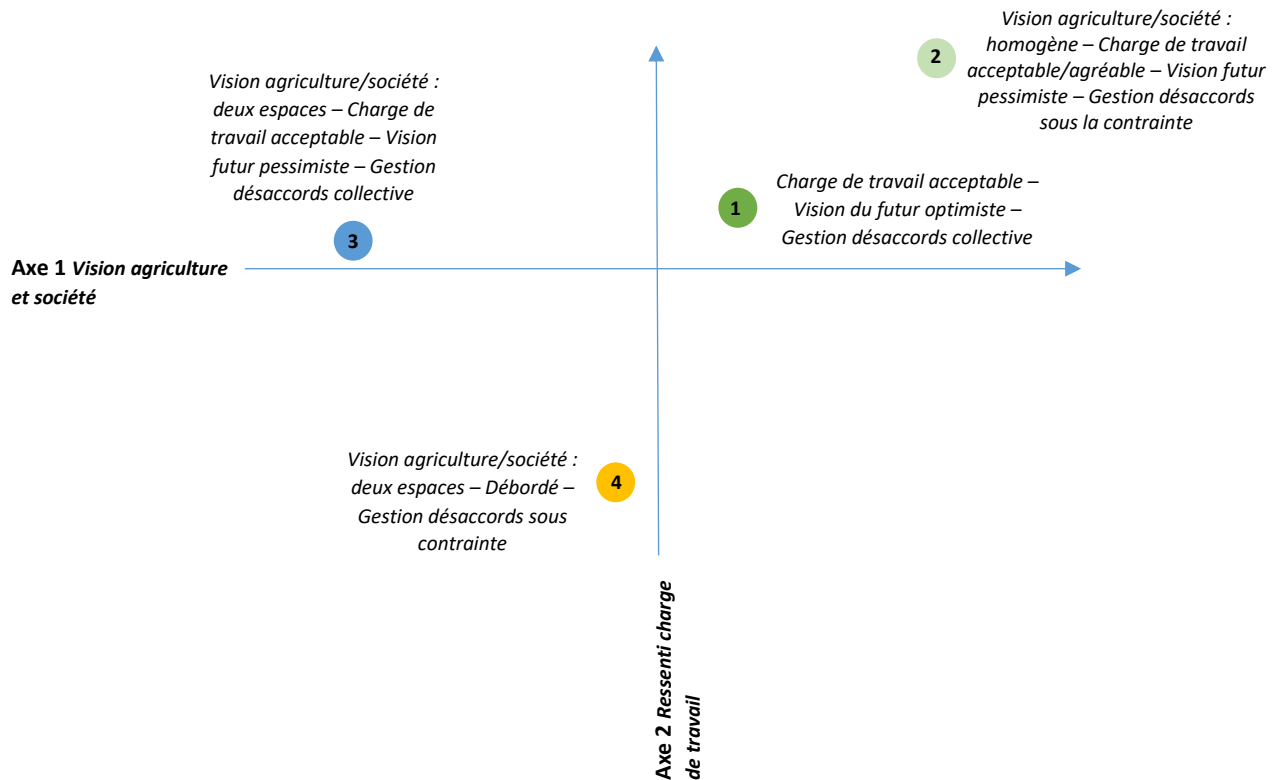 Vision agriculture/société :
homogène – Charge de travail
acceptable/agréable – Vision futur
pessimiste – Gestion désaccords
sous la contrainte
2
Vision agriculture/société :
deux espaces – Charge de
travail acceptable – Vision
futur pessimiste – Gestion
désaccords collective
3
1
Charge de travail acceptable –
Vision du futur optimiste –
Gestion désaccords collective
Axe 1 Vision agriculture
et société
Vision agriculture/société :
deux espaces – Débordé –
Gestion désaccords sous
contrainte
4
Axe 2 Ressenti charge
de travail